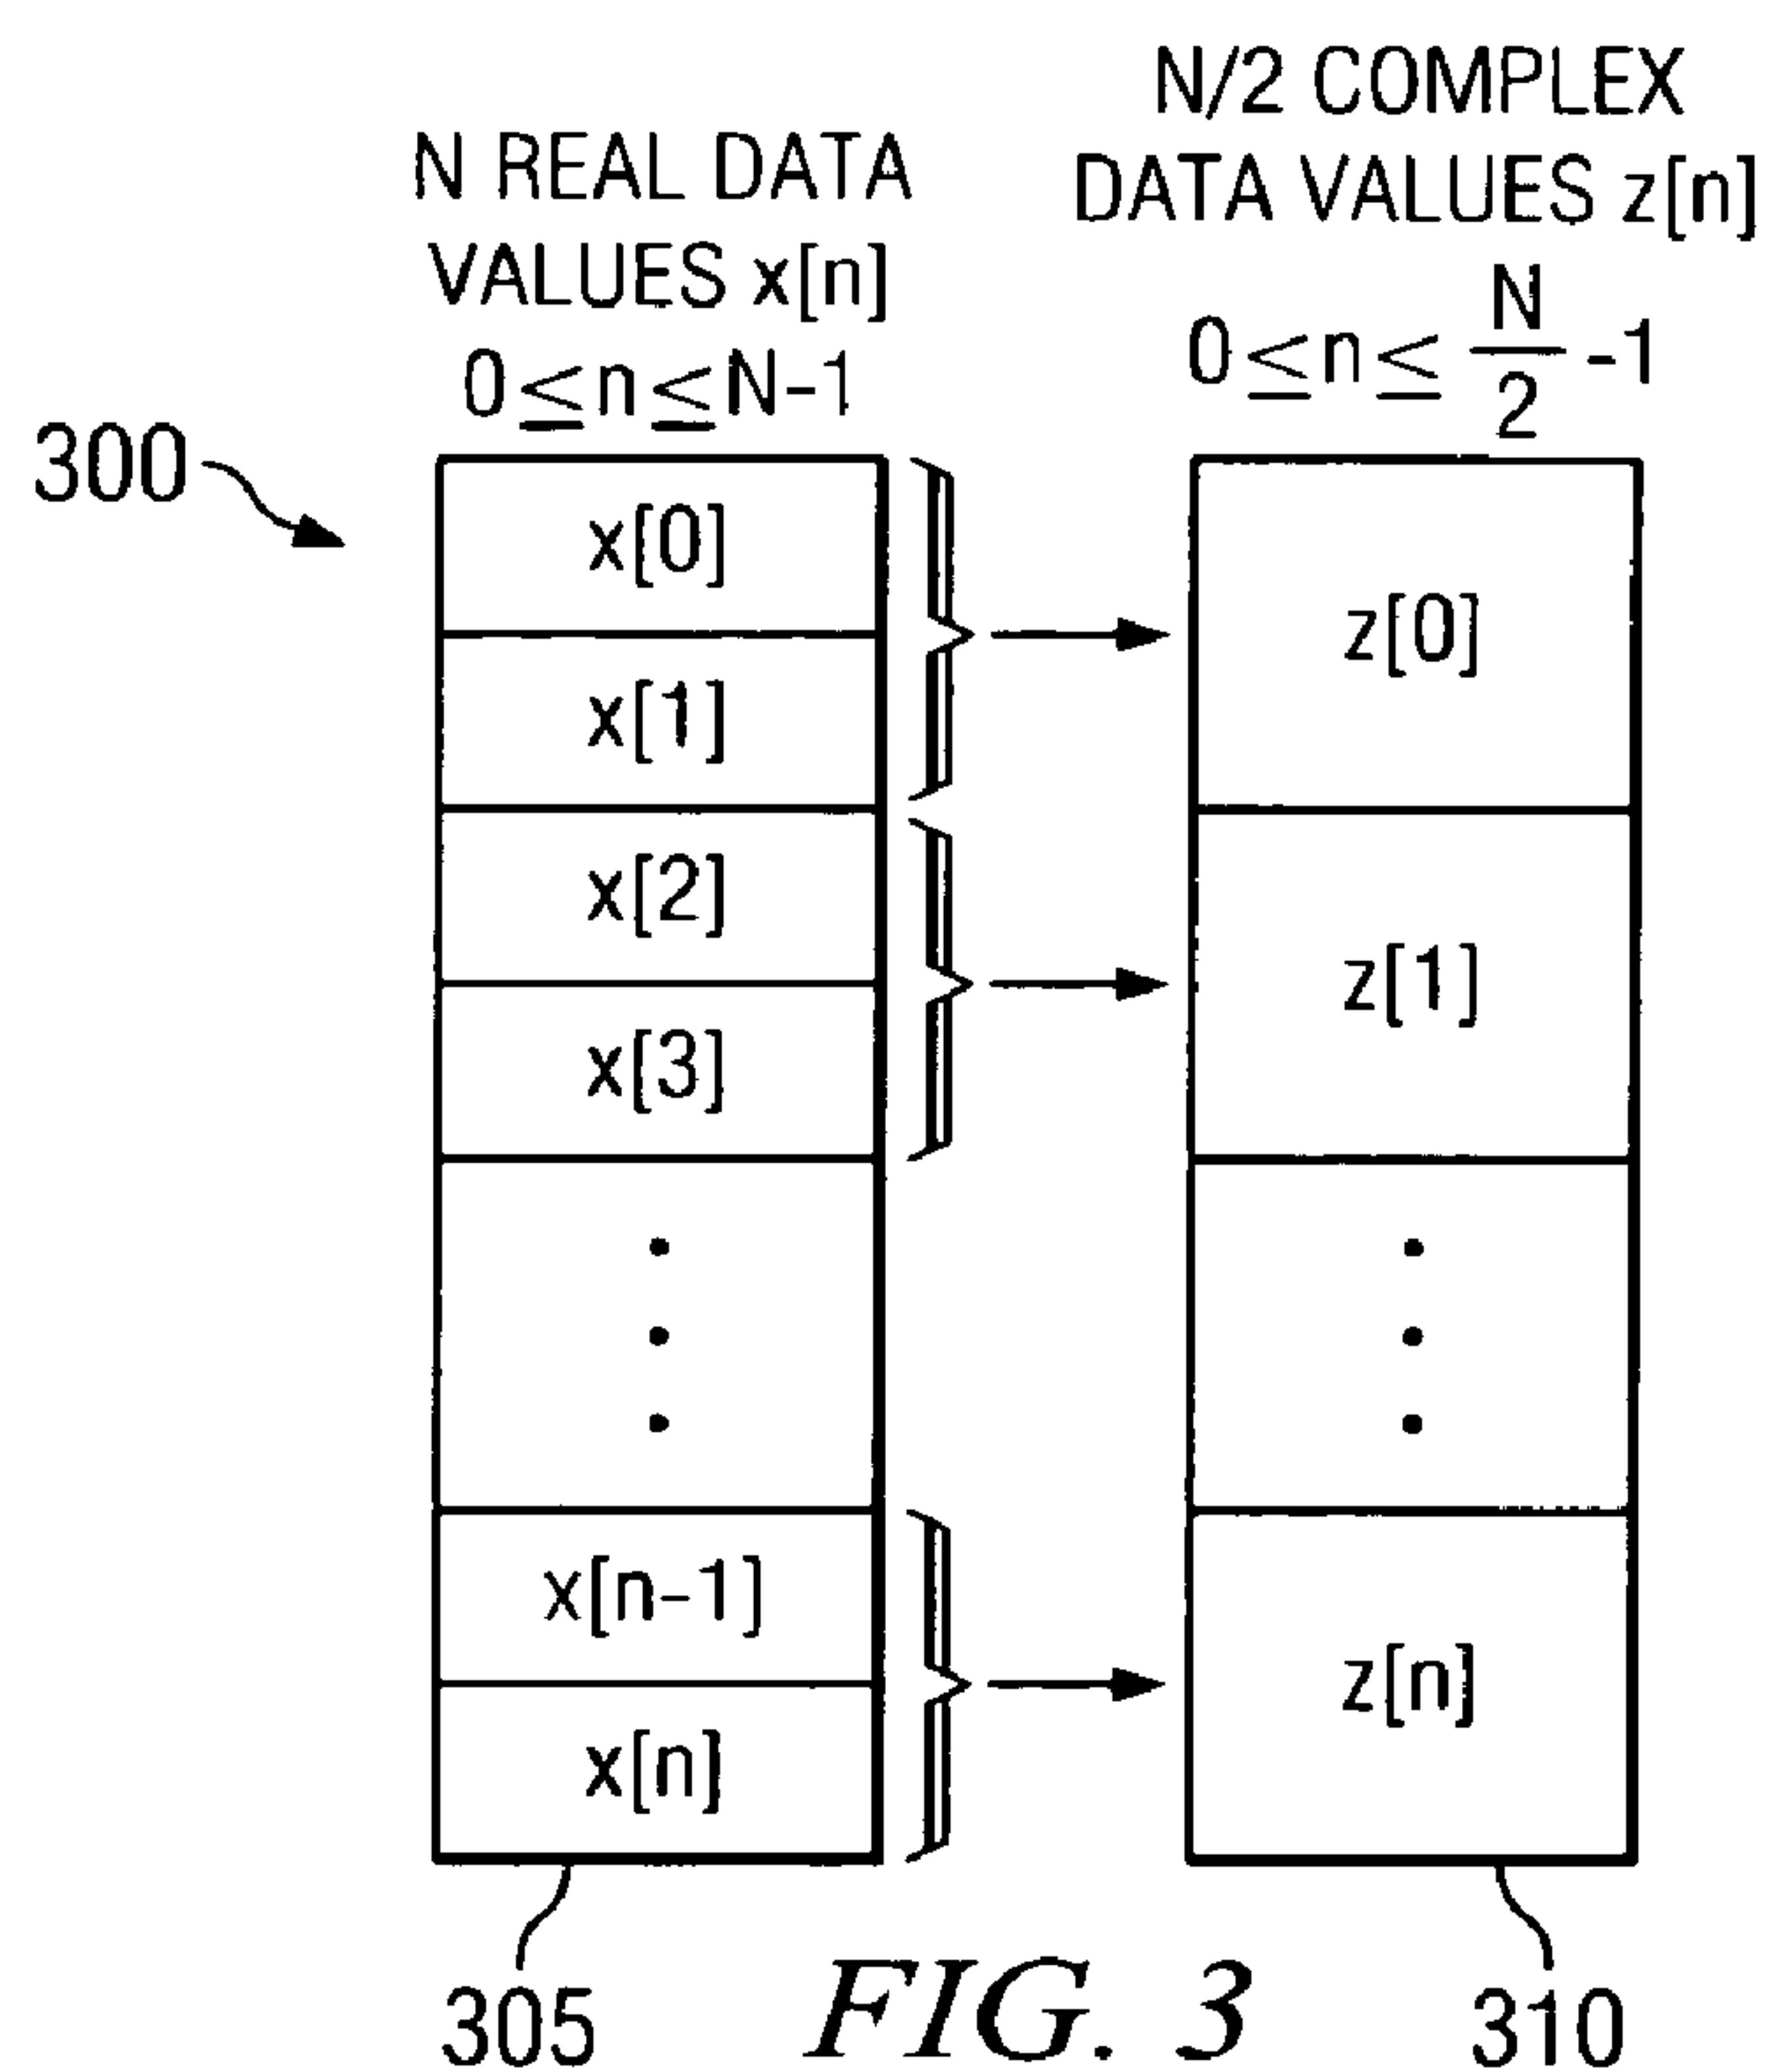 N REAL DATA
VALUES x[n]
0≤n≤N-1
N/2 COMPLEX
DATA VALUES z[n]
0≤n≤ N/2 -1
300
x[0]
x[1]
x[2]
x[3]
x[n-1]
x[n]
z[0]
z[1]
z[n]
305
310
FIG. 3